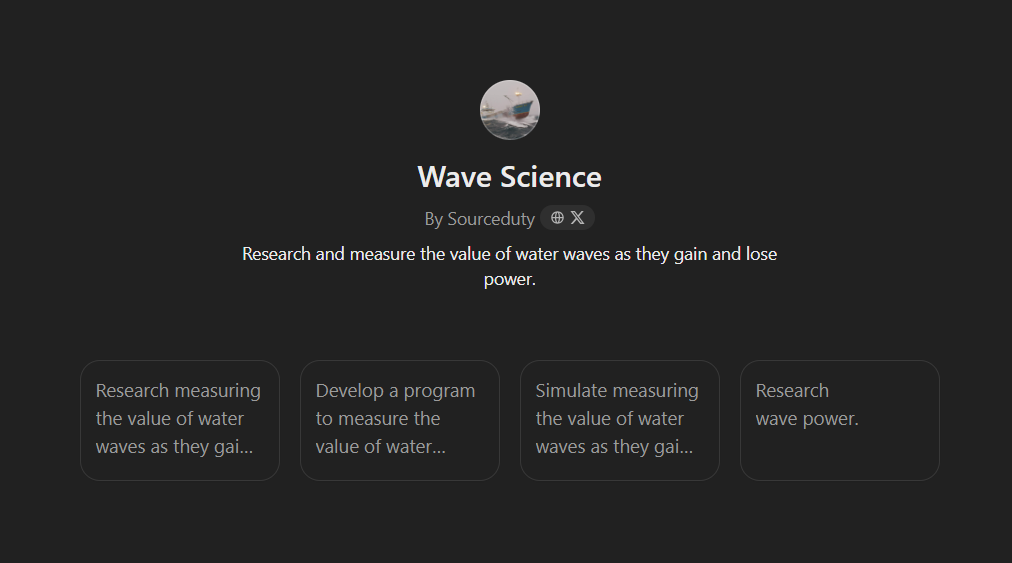 Wave Science
By Sourceduty
Research and measure the value of water waves as they gain and lose
power.
Research measuring
the value of water
waves as they gai...
Develop a program
to measure the
value of water...
Simulate measuring
the value of water
waves as they gai...
Research
wave power.